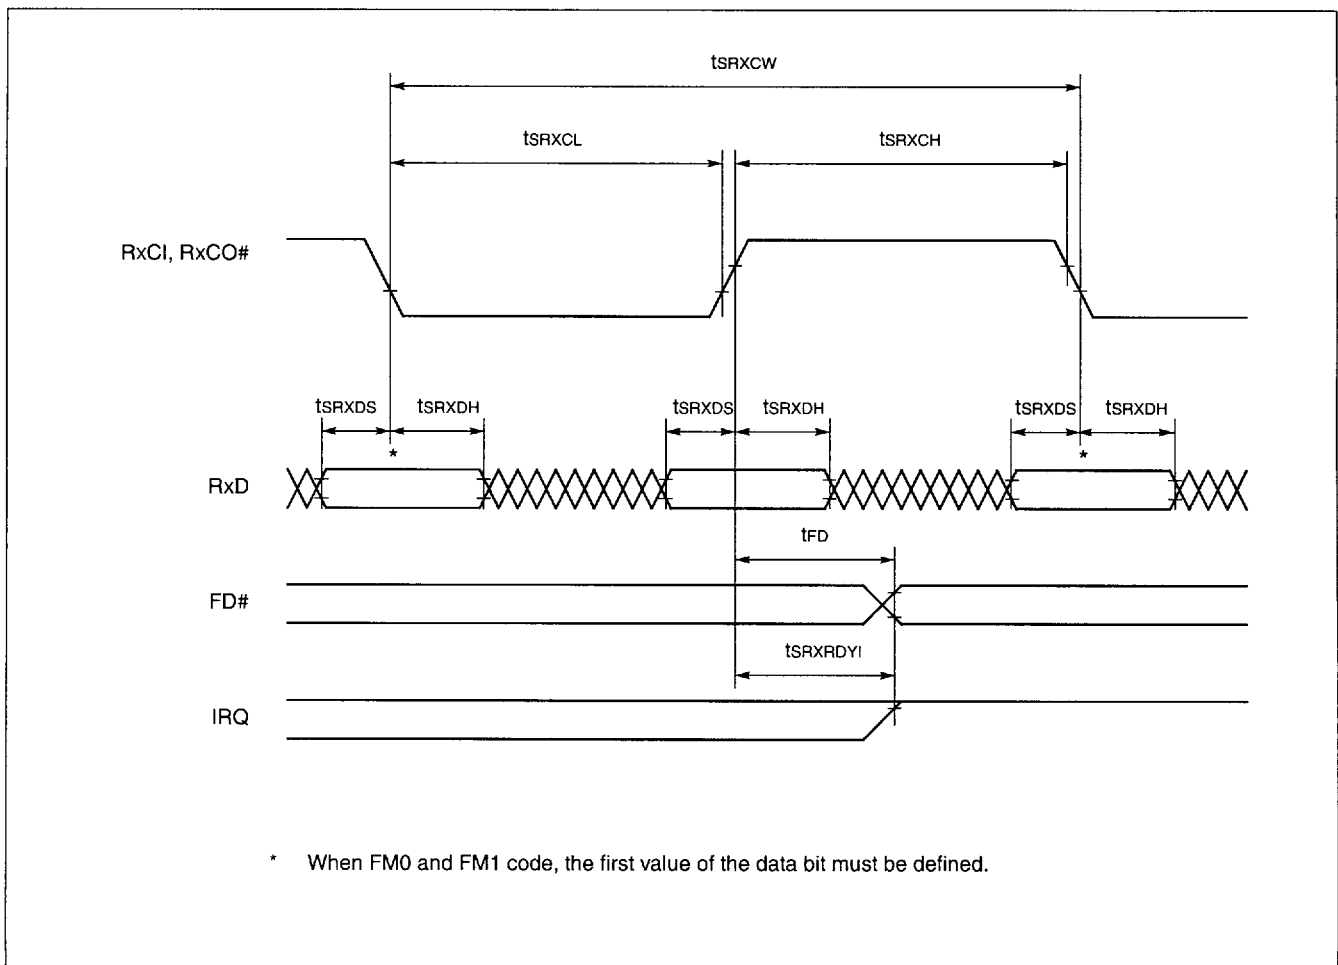 tSRXCW
tSRXCL
tSRXCH
RxCI, RxCO#
tSRXDS
tSRXDH
tSRXDS
tSRXDH
tSRXDS
tSRXDH
*
*
RxD
tFD
FD#
tSRXRDYI
IRQ
* When FM0 and FM1 code, the first value of the data bit must be defined.